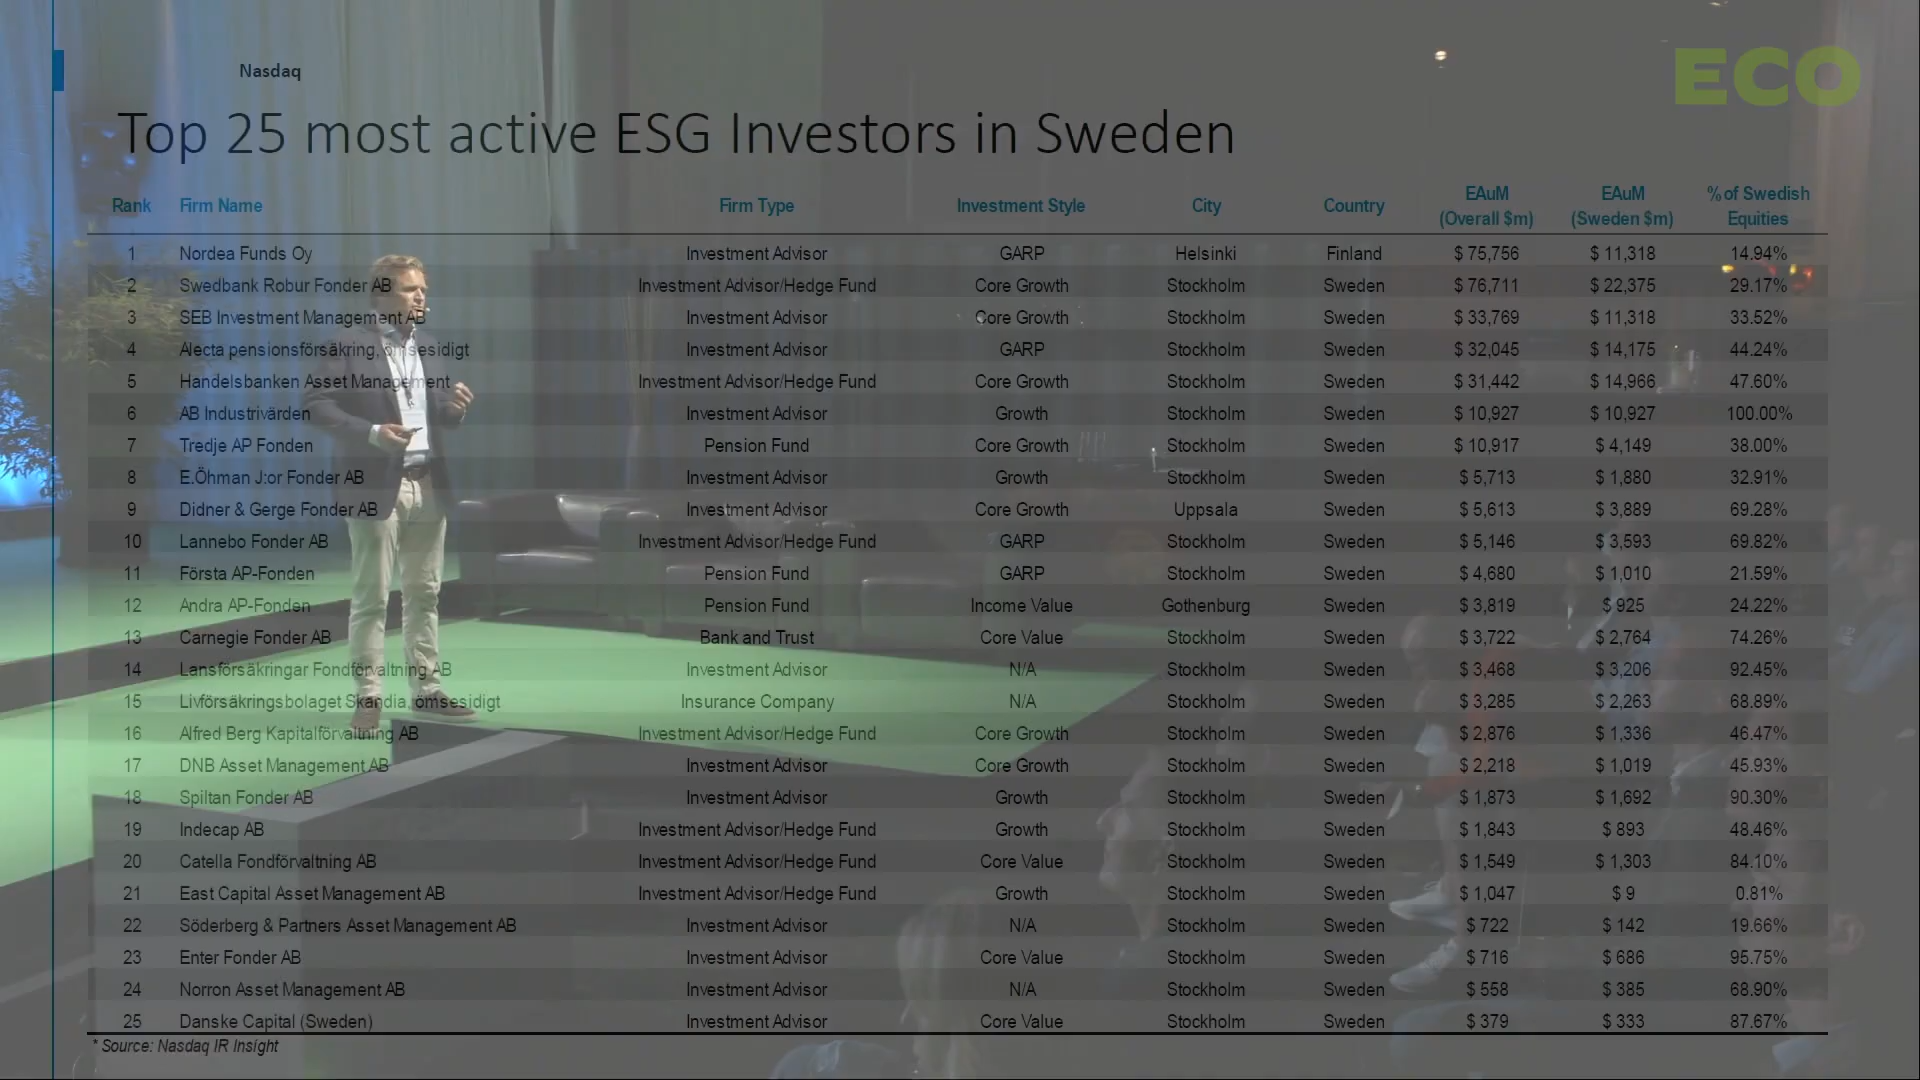 Nasdaq
ECO
Top 25 most active ESG Investors in Sweden
Rank Firm Name Firm Type Investment Style City Country EAuM (Overall $m) EAuM (Sweden $m) % of Swedish Equities
1 Nordea Funds Oy Investment Advisor GARP Helsinki Finland $ 75,756 $ 11,318 14.94%
2 Swedbank Robur Fonder AB Investment Advisor/Hedge Fund Core Growth Stockholm Sweden $ 76,711 $ 22,375 29.17%
3 SEB Investment Management AB Investment Advisor Core Growth Stockholm Sweden $ 33,769 $ 11,318 33.52%
4 Alecta pensionsförsäkring, ömsesidigt Investment Advisor GARP Stockholm Sweden $ 32,045 $ 14,175 44.24%
5 Handelsbanken Asset Management Investment Advisor/Hedge Fund Core Growth Stockholm Sweden $ 31,442 $ 14,966 47.60%
6 AB Industrivärden Investment Advisor Growth Stockholm Sweden $ 10,927 $ 10,927 100.00%
7 Tredje AP Fonden Pension Fund Core Growth Stockholm Sweden $ 10,917 $ 4,149 38.00%
8 E.Öhman J:or Fonder AB Investment Advisor Growth Stockholm Sweden $ 5,713 $ 1,880 32.91%
9 Didner & Gerge Fonder AB Investment Advisor Core Growth Uppsala Sweden $ 5,613 $ 3,889 69.28%
10 Lannebo Fonder AB Investment Advisor/Hedge Fund GARP Stockholm Sweden $ 5,146 $ 3,593 69.82%
11 Första AP-Fonden Pension Fund GARP Stockholm Sweden $ 4,680 $ 1,010 21.59%
12 Andra AP-Fonden Pension Fund Income Value Gothenburg Sweden $ 3,819 $ 925 24.22%
13 Carnegie Fonder AB Bank and Trust Core Value Stockholm Sweden $ 3,722 $ 2,764 74.26%
14 Lansförsäkringar Fondförvaltning AB Investment Advisor N/A Stockholm Sweden $ 3,468 $ 3,206 92.45%
15 Livförsäkringsbolaget Skandia, ömsesidigt Insurance Company N/A Stockholm Sweden $ 3,285 $ 2,263 68.89%
16 Alfred Berg Kapitalförvaltning AB Investment Advisor/Hedge Fund Core Growth Stockholm Sweden $ 2,876 $ 1,336 46.47%
17 DNB Asset Management AB Investment Advisor Core Growth Stockholm Sweden $ 2,218 $ 1,019 45.93%
18 Spiltan Fonder AB Investment Advisor Growth Stockholm Sweden $ 1,873 $ 1,692 90.30%
19 Indecap AB Investment Advisor/Hedge Fund Growth Stockholm Sweden $ 1,843 $ 893 48.46%
20 Catella Fondförvaltning AB Investment Advisor/Hedge Fund Core Value Stockholm Sweden $ 1,549 $ 1,303 84.10%
21 East Capital Asset Management AB Investment Advisor/Hedge Fund Growth Stockholm Sweden $ 1,047 $ 9 0.81%
22 Söderberg & Partners Asset Management AB Investment Advisor N/A Stockholm Sweden $ 722 $ 142 19.66%
23 Enter Fonder AB Investment Advisor Core Value Stockholm Sweden $ 716 $ 686 95.75%
24 Norron Asset Management AB Investment Advisor N/A Stockholm Sweden $ 558 $ 385 68.90%
25 Danske Capital (Sweden) Investment Advisor Core Value Stockholm Sweden $ 379 $ 333 87.67%
* Source: Nasdaq IR Insight